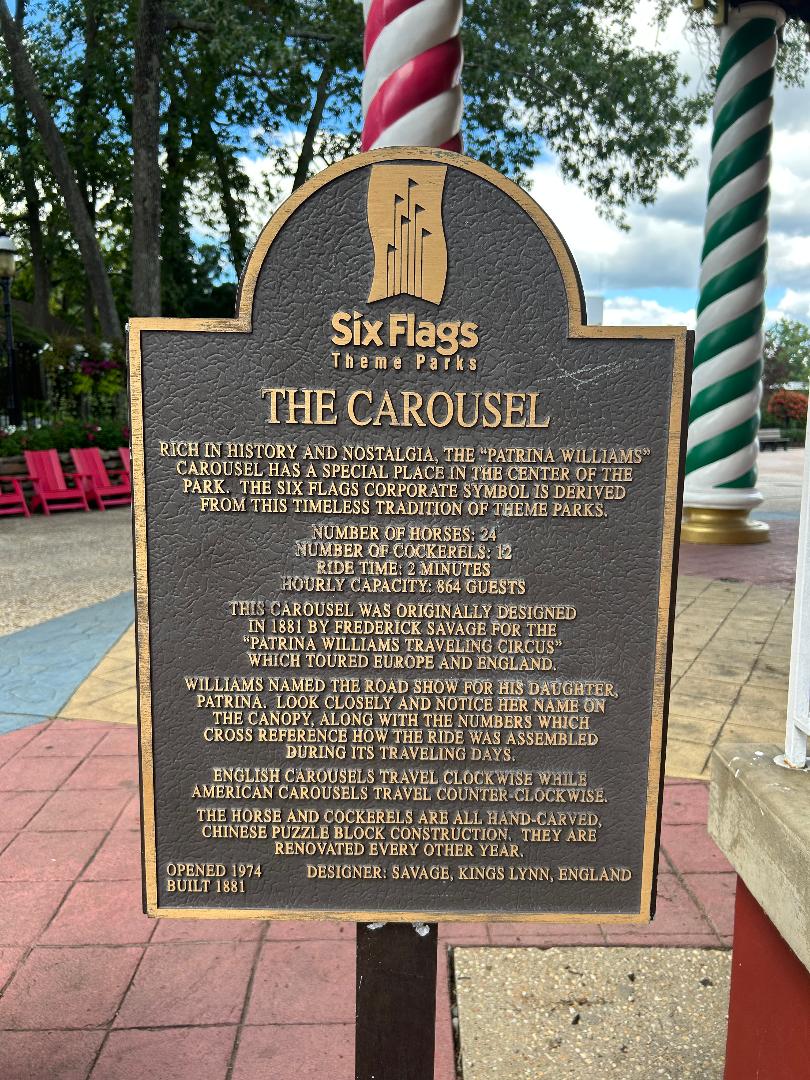 Six Flags
Theme Parks
THE CAROUSEL
RICH IN HISTORY AND NOSTALGIA, THE “PATRINA WILLIAMS”
CAROUSEL HAS A SPECIAL PLACE IN THE CENTER OF THE
PARK. THE SIX FLAGS CORPORATE SYMBOL IS DERIVED
FROM THIS TIMELESS TRADITION OF THEME PARKS.
NUMBER OF HORSES: 24
NUMBER OF COCKERELS: 12
RIDE TIME: 2 MINUTES
HOURLY CAPACITY: 864 GUESTS
THIS CAROUSEL WAS ORIGINALLY DESIGNED
IN 1881 BY FREDERICK SAVAGE FOR THE
“PATRINA WILLIAMS TRAVELING CIRCUS”
WHICH TOURED EUROPE AND ENGLAND.
WILLIAMS NAMED THE ROAD SHOW FOR HIS DAUGHTER,
PATRINA. LOOK CLOSELY AND NOTICE HER NAME ON
THE CANOPY, ALONG WITH THE NUMBERS WHICH
CROSS REFERENCE HOW THE RIDE WAS ASSEMBLED
DURING ITS TRAVELING DAYS.
ENGLISH CAROUSELS TRAVEL CLOCKWISE WHILE
AMERICAN CAROUSELS TRAVEL COUNTER-CLOCKWISE.
THE HORSE AND COCKERELS ARE ALL HAND-CARVED,
CHINESE PUZZLE BLOCK CONSTRUCTION. THEY ARE
RENOVATED EVERY OTHER YEAR.
OPENED 1974 DESIGNER: SAVAGE, KINGS LYNN, ENGLAND
BUILT 1881